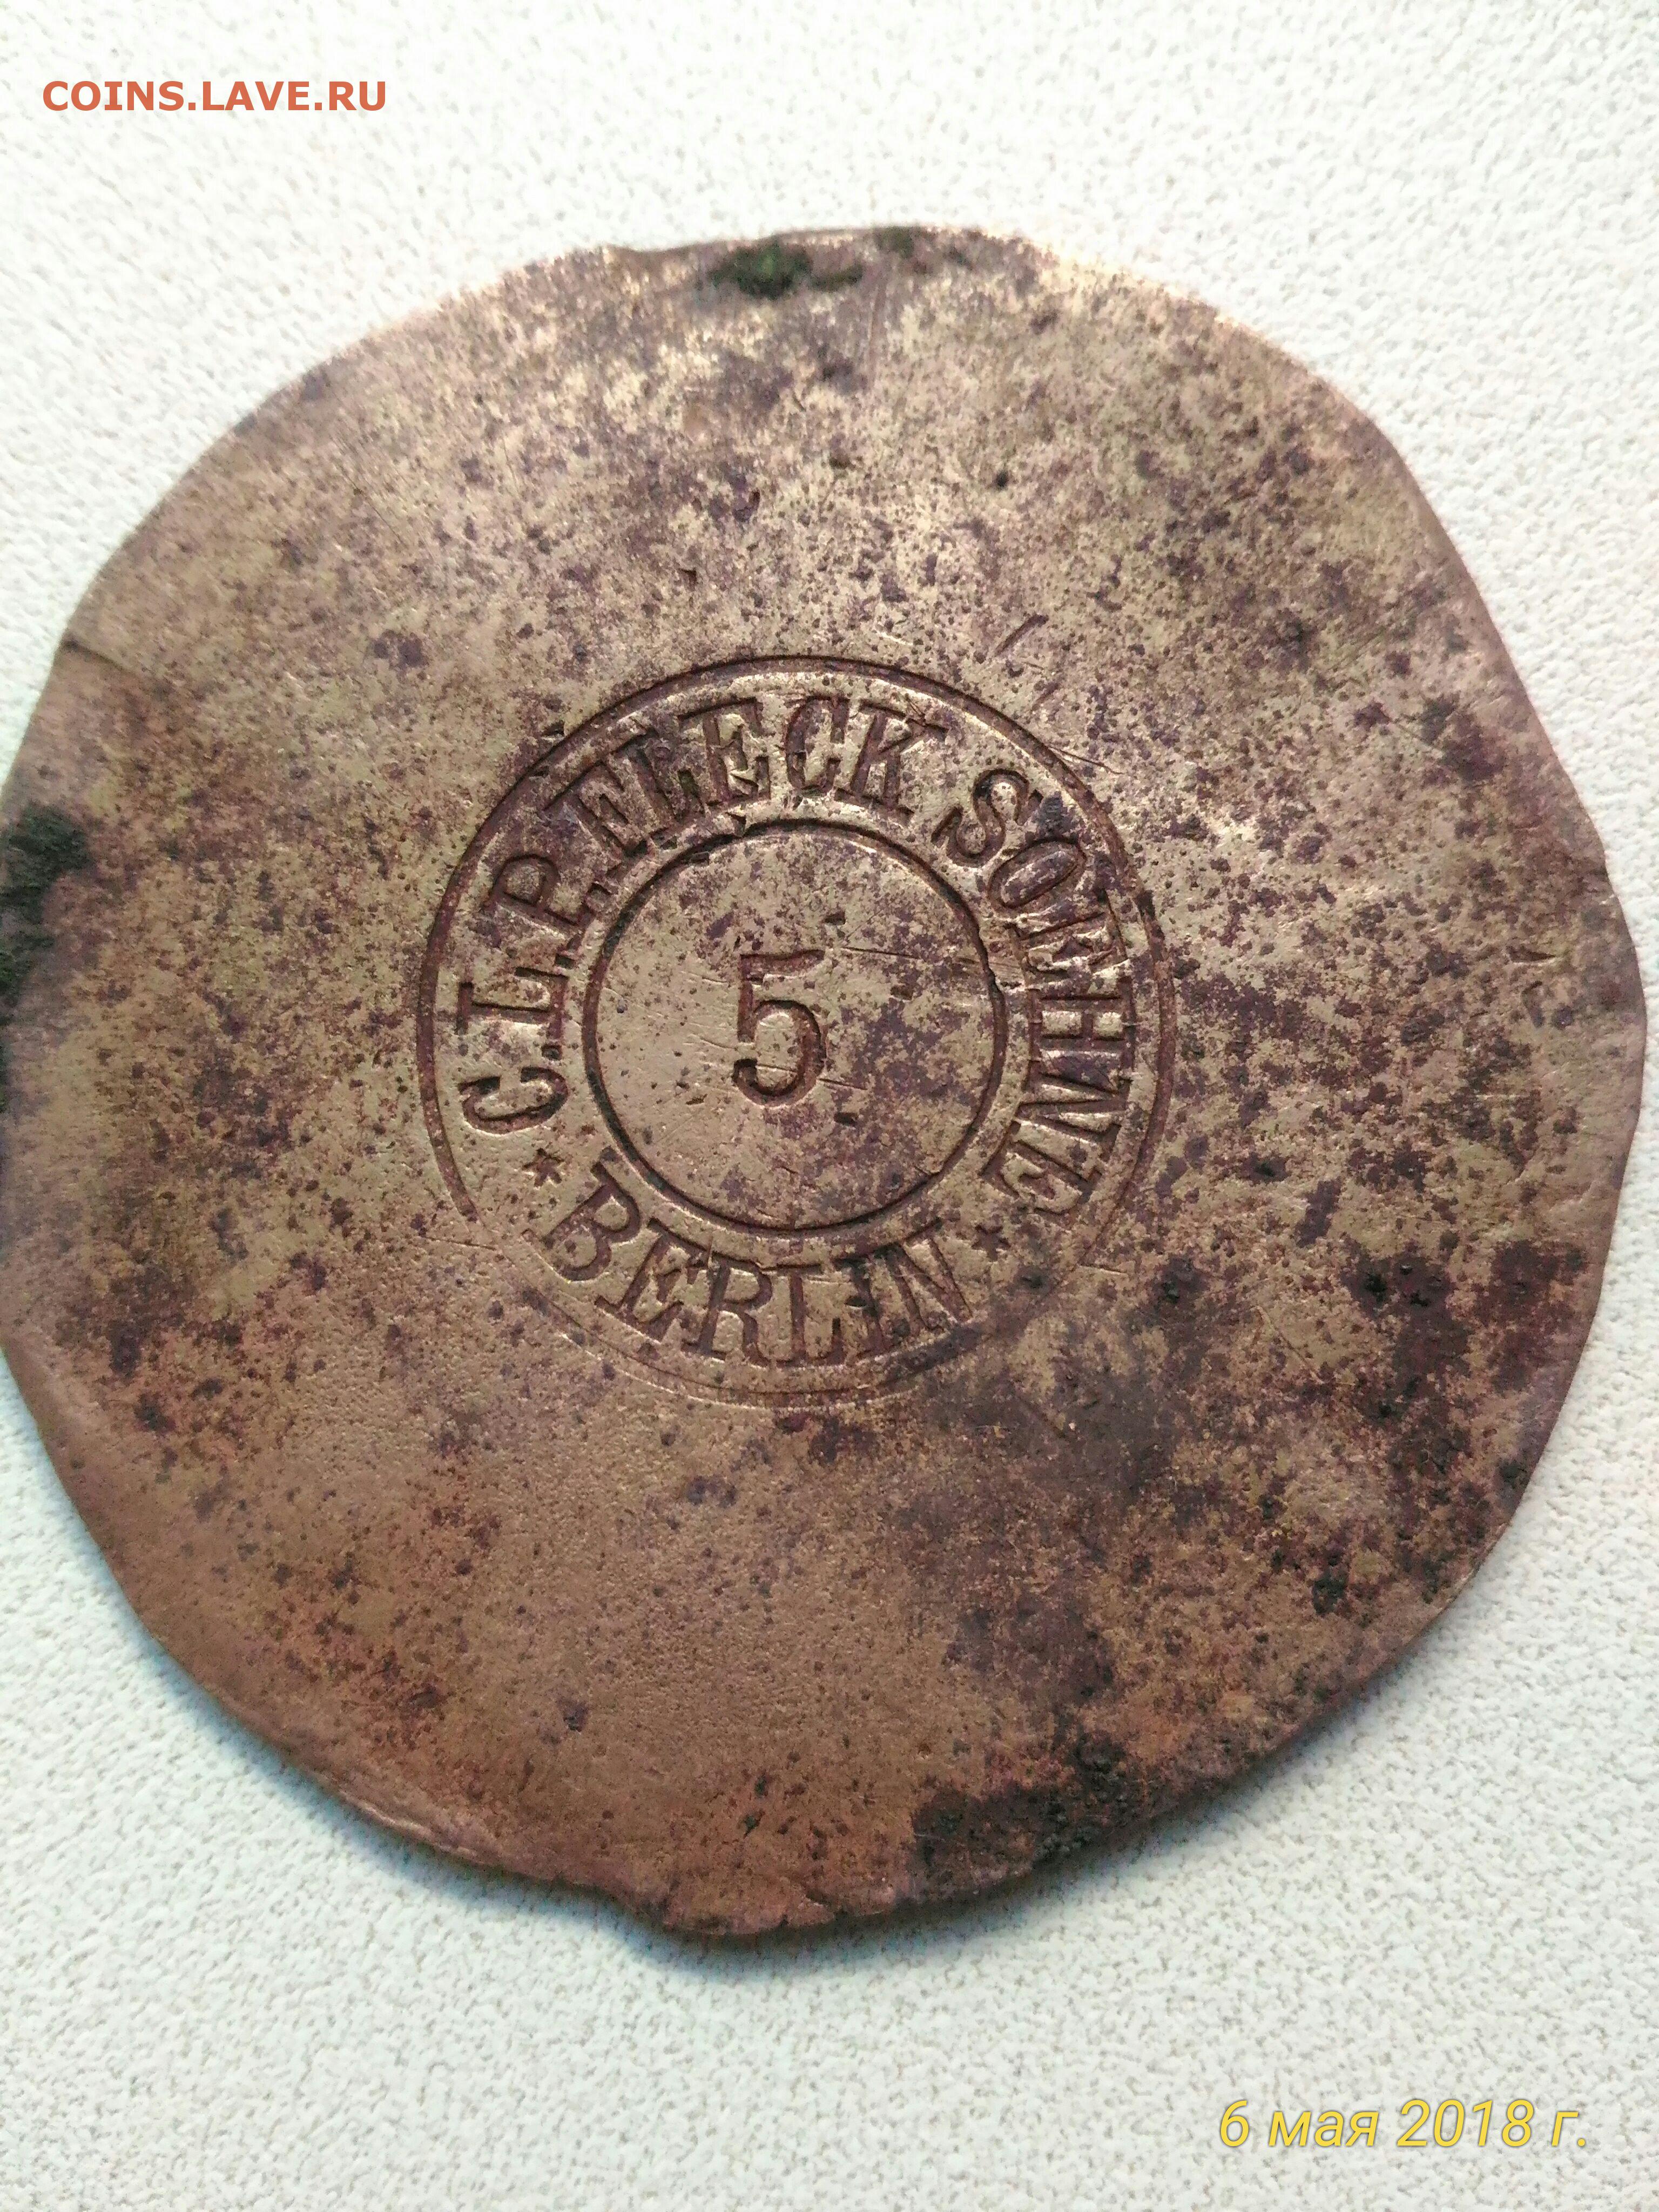 COINS.LAVE.RU
C.L.P. FLECK SOEHNE
5
* BERLIN *
6 мая 2018 г.